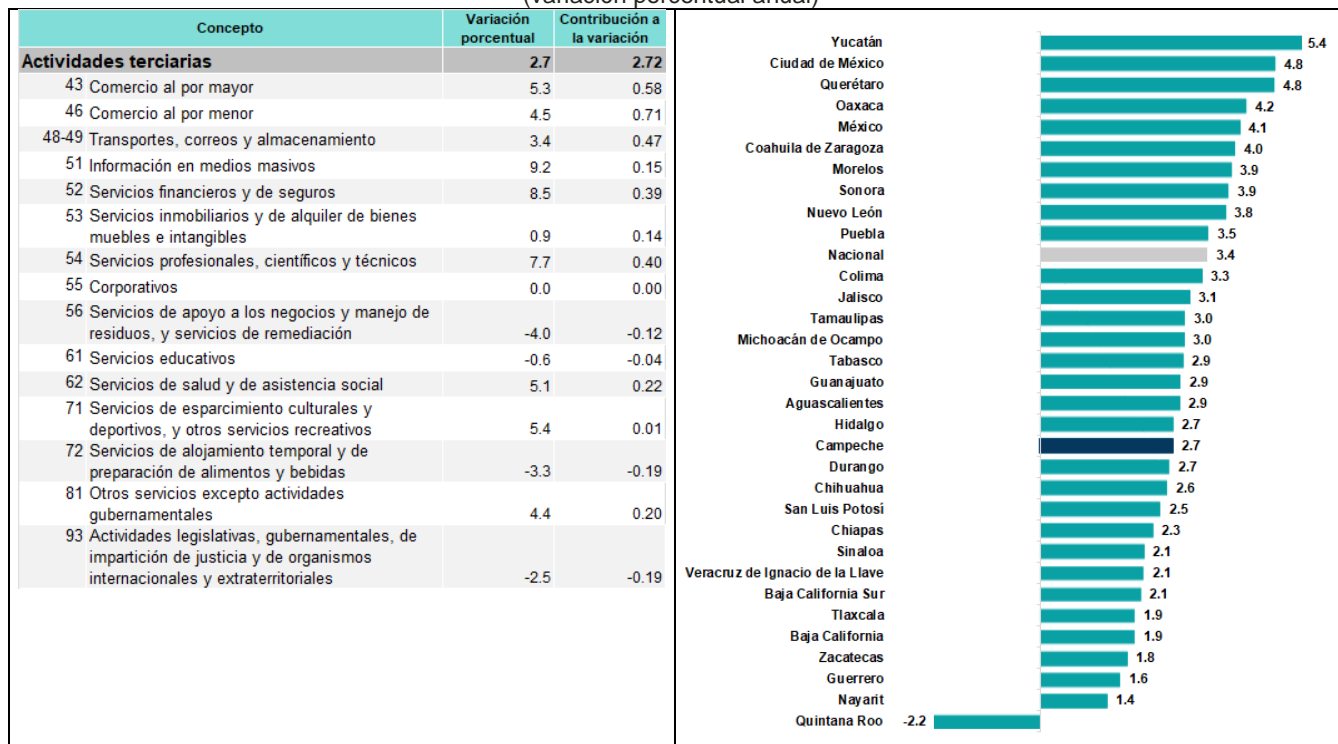 (variación porcentual anual)
Concepto
Variación porcentual
Contribución a la variación
Actividades terciarias 2.7 2.72
43 Comercio al por mayor 5.3 0.58
46 Comercio al por menor 4.5 0.71
48-49 Transportes, correos y almacenamiento 3.4 0.47
51 Información en medios masivos 9.2 0.15
52 Servicios financieros y de seguros 8.5 0.39
53 Servicios inmobiliarios y de alquiler de bienes
muebles e intangibles 0.9 0.14
54 Servicios profesionales, científicos y técnicos 7.7 0.40
55 Corporativos 0.0 0.00
56 Servicios de apoyo a los negocios y manejo de
residuos, y servicios de remediación -4.0 -0.12
61 Servicios educativos -0.6 -0.04
62 Servicios de salud y de asistencia social 5.1 0.22
71 Servicios de esparcimiento culturales y
deportivos, y otros servicios recreativos 5.4 0.01
72 Servicios de alojamiento temporal y de
preparación de alimentos y bebidas -3.3 -0.19
81 Otros servicios excepto actividades
gubernamentales 4.4 0.20
93 Actividades legislativas, gubernamentales, de
impartición de justicia y de organismos
internacionales y extraterritoriales -2.5 -0.19
Yucatán 5.4
Ciudad de México 4.8
Querétaro 4.8
Oaxaca 4.2
México 4.1
Coahuila de Zaragoza 4.0
Morelos 3.9
Sonora 3.9
Nuevo León 3.8
Puebla 3.5
Nacional 3.4
Colima 3.3
Jalisco 3.1
Tamaulipas 3.0
Michoacán de Ocampo 3.0
Tabasco 2.9
Guanajuato 2.9
Aguascalientes 2.9
Hidalgo 2.7
Campeche 2.7
Durango 2.7
Chihuahua 2.6
San Luis Potosí 2.5
Chiapas 2.3
Sinaloa 2.1
Veracruz de Ignacio de la Llave 2.1
Baja California Sur 2.1
Tlaxcala 1.9
Baja California 1.9
Zacatecas 1.8
Guerrero 1.6
Nayarit 1.4
Quintana Roo -2.2